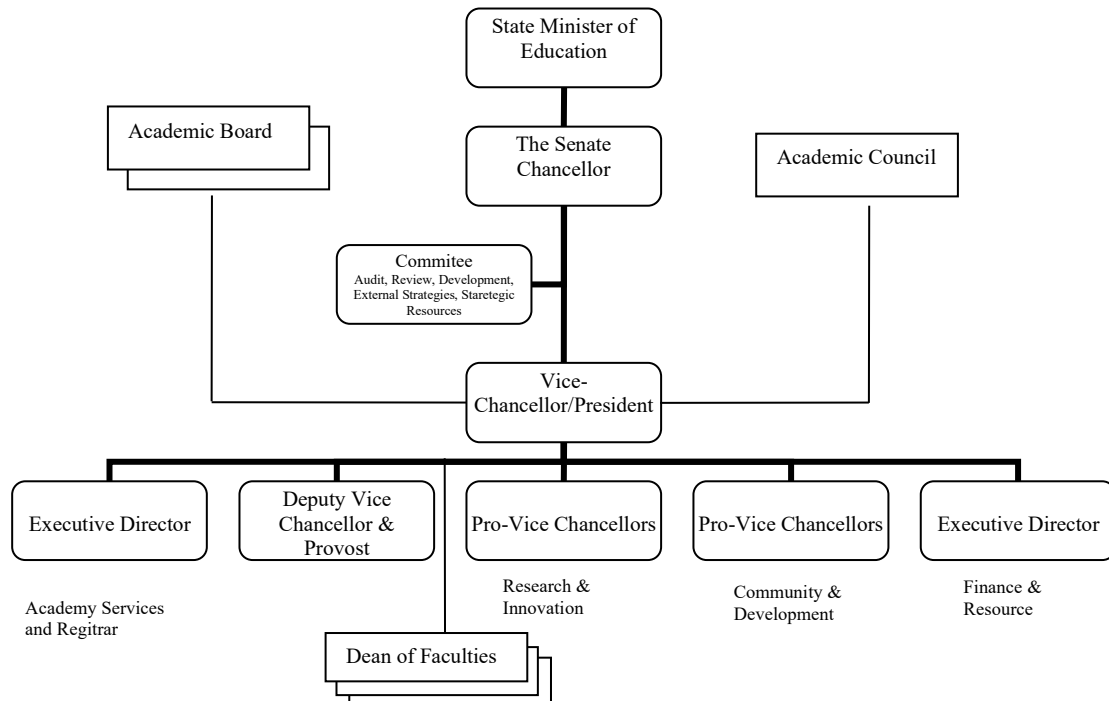 State Minister of
Education
Academic Board
The Senate
Chancellor
Academic Council
Commitee
Audit, Review, Development,
External Strategies, Staretegic
Resources
Vice-
Chancellor/President
Executive Director
Deputy Vice
Chancellor &
Provost
Pro-Vice Chancellors
Pro-Vice Chancellors
Executive Director
Academy Services
and Regitrar
Research &
Innovation
Community &
Development
Finance &
Resource
Dean of Faculties